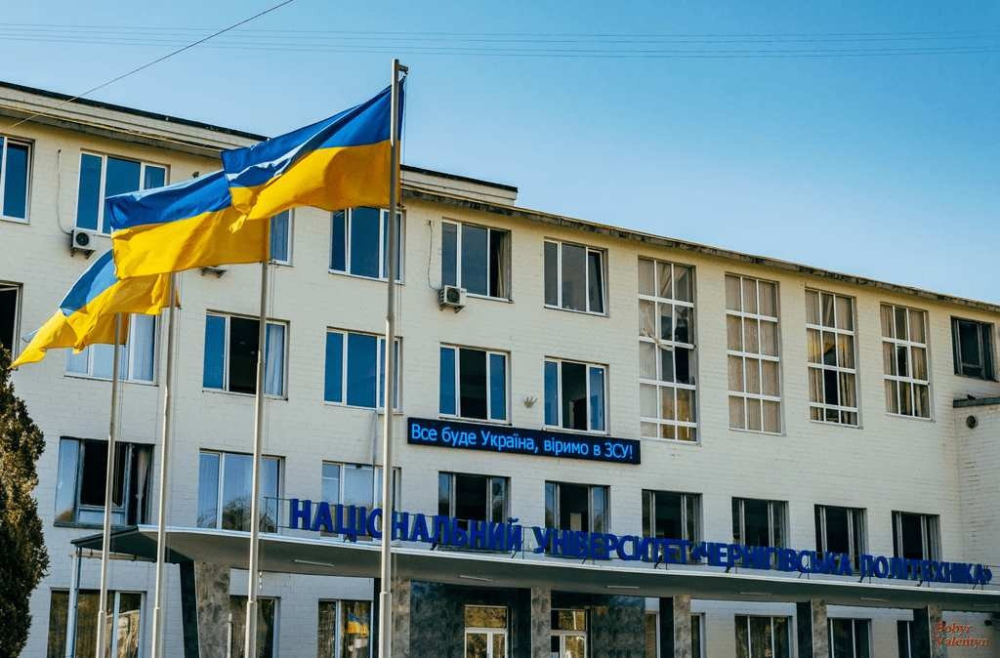 Все буде Україна, віримо в ЗСУ!
НАЦІОНАЛЬНИЙ УНІВЕРСИТЕТ «ЧЕРНІГІВСЬКА ПОЛІТЕХНІКА»
Bobyr
Valentyn